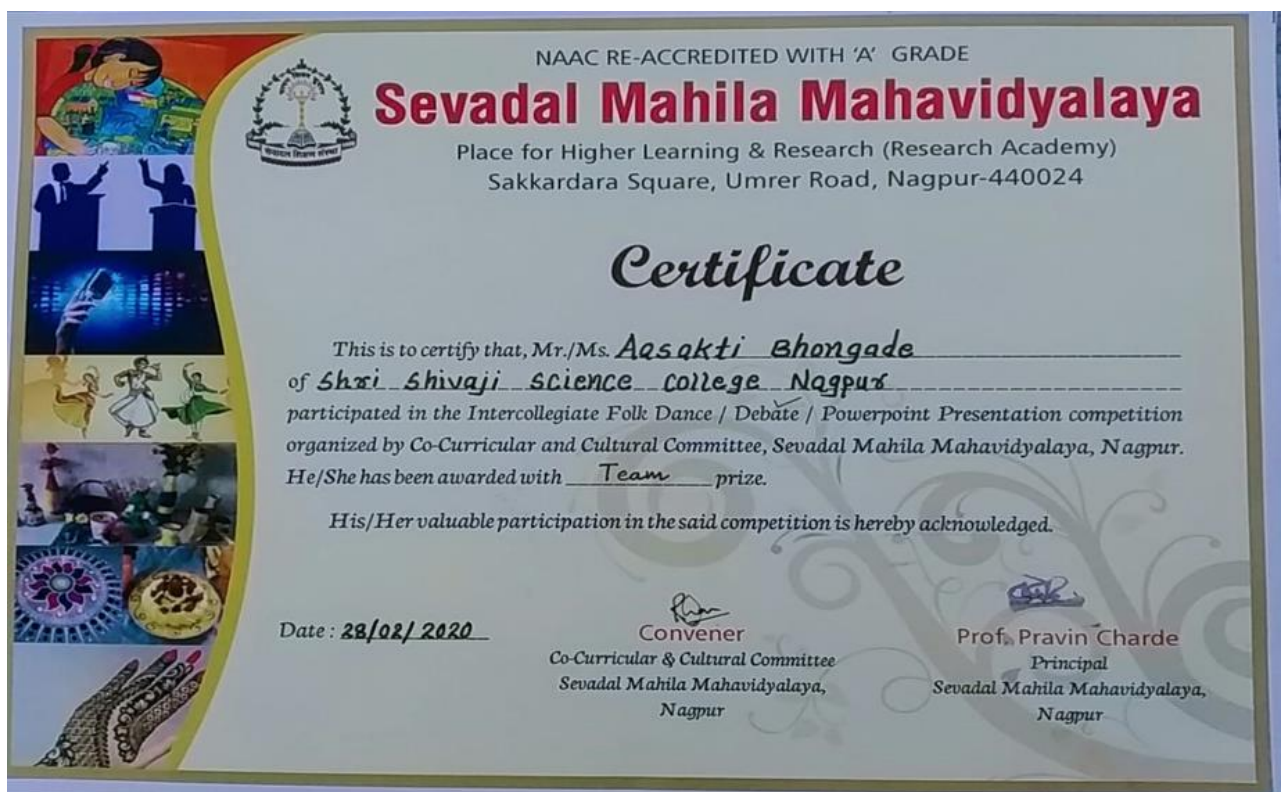 NAAC RE-ACCREDITED WITH 'A' GRADE
Sevadal Mahila Mahavidyalaya
Place for Higher Learning & Research (Research Academy)
Sakkardara Square, Umrer Road, Nagpur-440024
Certificate
This is to certify that, Mr./Ms. Aasakti Bhongade
of Shri Shivaji Science College Nagpur
participated in the Intercollegiate Folk Dance / Debate / Powerpoint Presentation competition
organized by Co-Curricular and Cultural Committee, Sevadal Mahila Mahavidyalaya, Nagpur.
He/She has been awarded with Team prize.
His/Her valuable participation in the said competition is hereby acknowledged.
Date : 28/02/2020
Convener
Co-Curricular & Cultural Committee
Sevadal Mahila Mahavidyalaya,
Nagpur
Prof. Pravin Charde
Principal
Sevadal Mahila Mahavidyalaya,
Nagpur